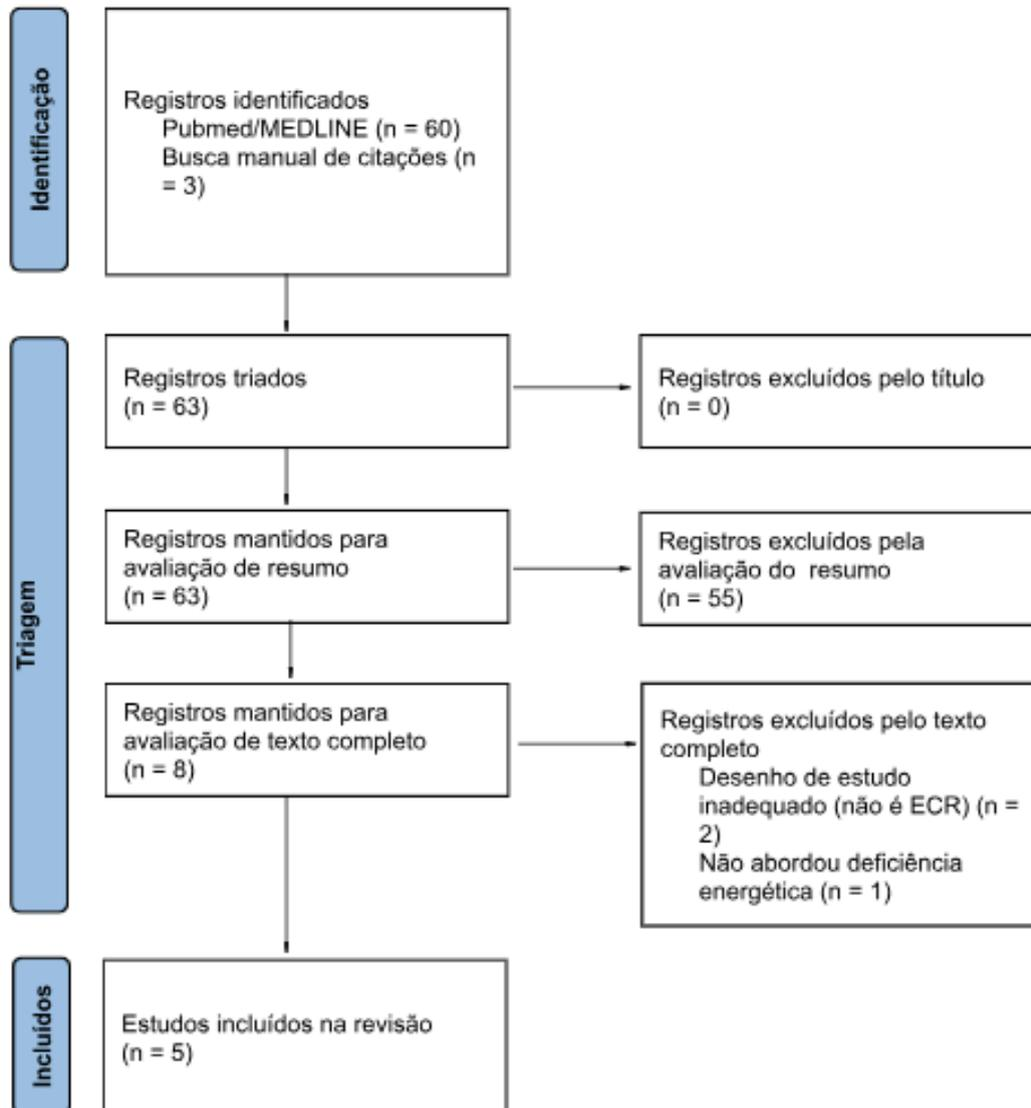 Identificação
Registros identificados
Pubmed/MEDLINE (n = 60)
Busca manual de citações (n
= 3)
Triagem
Registros triados
(n = 63)
Registros excluídos pelo título
(n = 0)
Registros mantidos para
avaliação de resumo
(n = 63)
Registros excluídos pela
avaliação do  resumo
(n = 55)
Registros mantidos para
avaliação de texto completo
(n = 8)
Registros excluídos pelo texto
completo
Desenho de estudo
inadequado (não é ECR) (n =
2)
Não abordou deficiência
energética (n = 1)
Incluídos
Estudos incluídos na revisão
(n = 5)